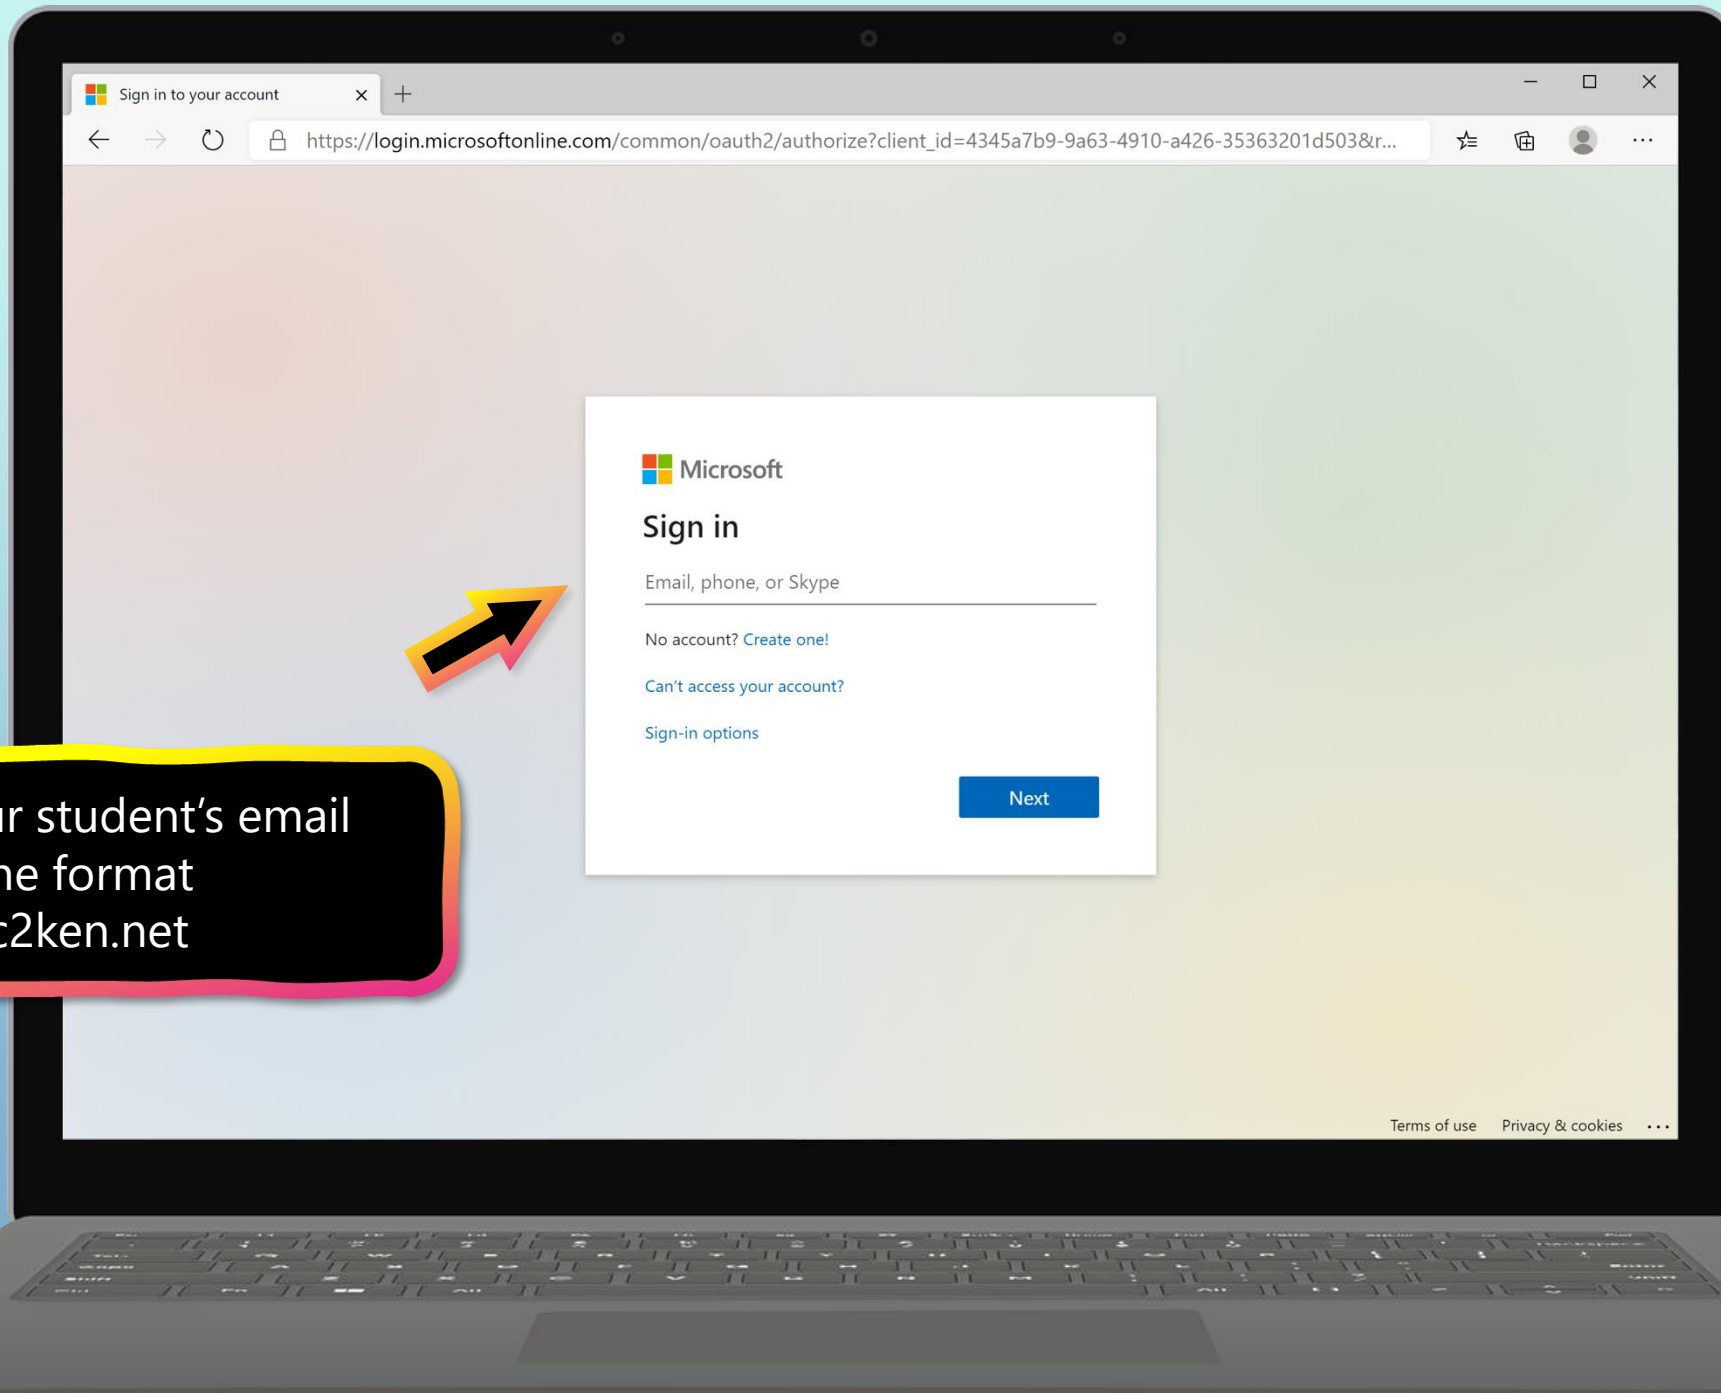 Sign in to your account
https://login.microsoftonline.com/common/oauth2/authorize?client_id=4345a7b9-9a63-4910-a426-35363201d503&r...
Microsoft
Sign in
Email, phone, or Skype
No account? Create one!
Can't access your account?
Sign-in options
Next
student's email
format
c2ken.net
Terms of use Privacy & cookies